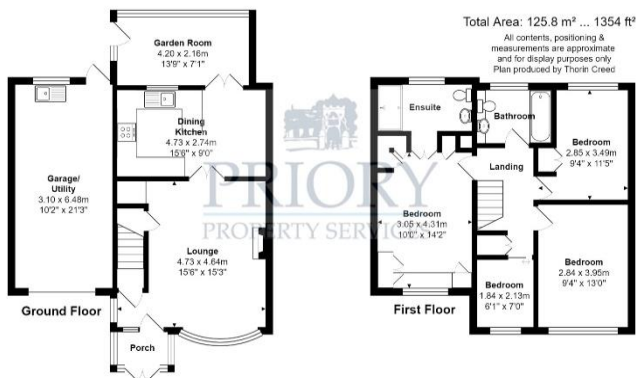 Total Area: 125.8 m² ... 1354 ft²
All contents, positioning &
measurements are approximate
and for display purposes only
Plan produced by Thorin Creed
Garden Room
4.20 x 2.16m
13'9" x 7'1"
Dining
Kitchen
4.73 x 2.74m
15'6" x 9'0"
Garage/
Utility
3.10 x 6.48m
10'2" x 21'3"
Lounge
4.73 x 4.64m
15'6" x 15'3"
Ground Floor
Porch
Ensuite
Bathroom
Bedroom
2.85 x 3.49m
9'4" x 11'5"
Landing
Bedroom
3.05 x 4.31m
10'0" x 14'2"
Bedroom
2.84 x 3.95m
9'4" x 13'0"
Bedroom
1.84 x 2.13m
6'1" x 7'0"
First Floor
PRIORY
PROPERTY SERVICES